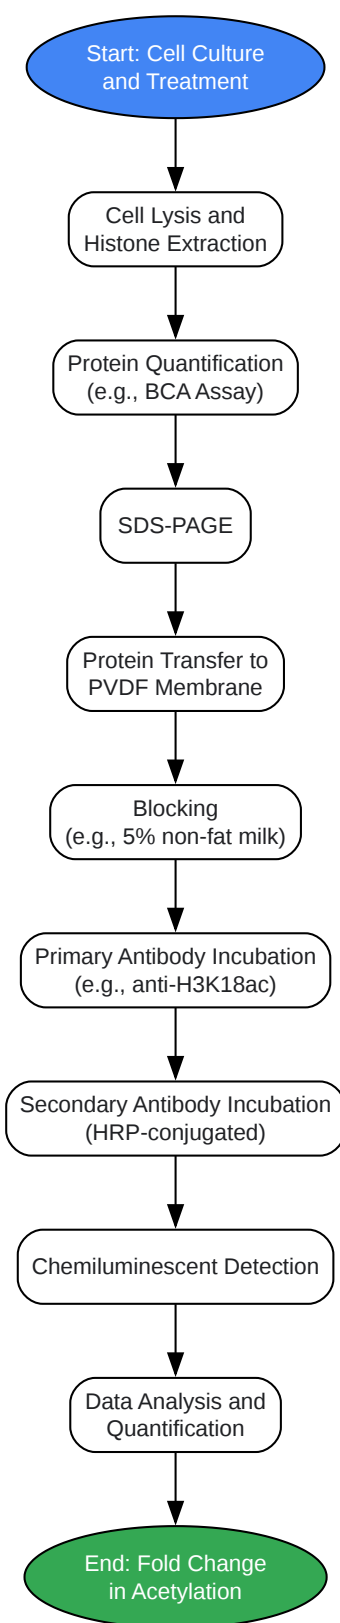 Start: Cell Culture
and Treatment
Cell Lysis and
Histone Extraction
Protein Quantification
(e.g., BCA Assay)
SDS-PAGE
Protein Transfer to
PVDF Membrane
Blocking
(e.g., 5% non-fat milk)
Primary Antibody Incubation
(e.g., anti-H3K18ac)
Secondary Antibody Incubation
(HRP-conjugated)
Chemiluminescent Detection
Data Analysis and
Quantification
End: Fold Change
in Acetylation